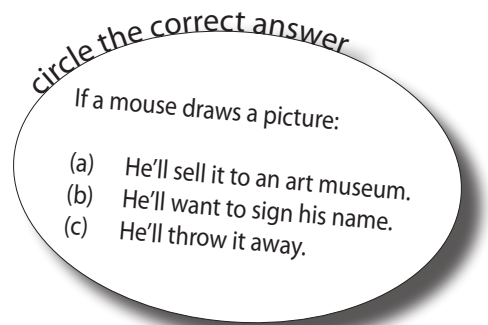 circle the correct answer
If a mouse draws a picture:
(a) He'll sell it to an art museum.
(b) He'll want to sign his name.
(c) He'll throw it away.